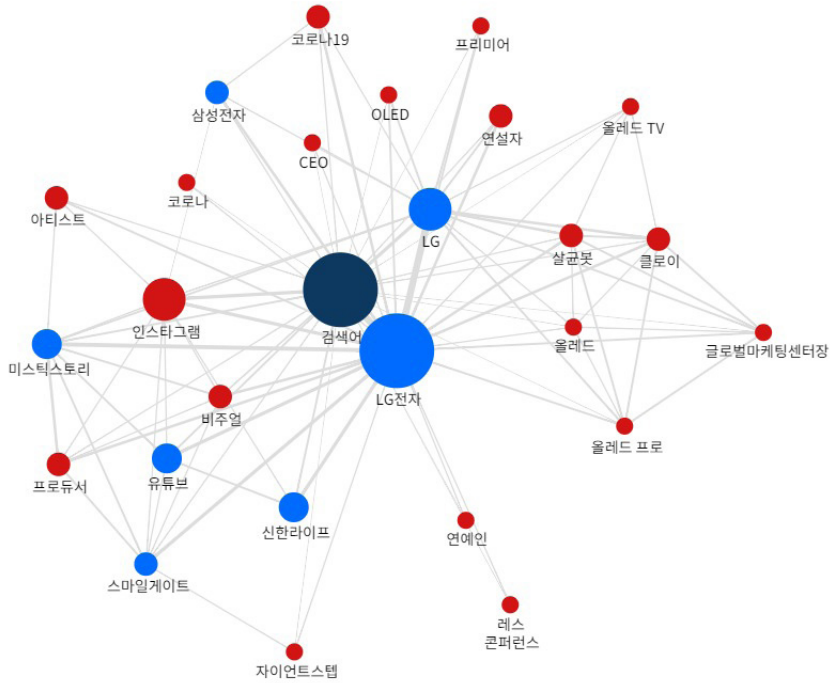 코로나19
프리미어
삼성전자
OLED
올레드 TV
연설자
CEO
코로나
아티스트
LG
살균봇
클로이
인스타그램
검색어
올레드
글로벌마케팅센터장
미스틱스토리
LG전자
비주얼
올레드 프로
프로듀서
유튜브
신한라이프
연예인
스마일게이트
레스
콘퍼런스
자이언트스텝